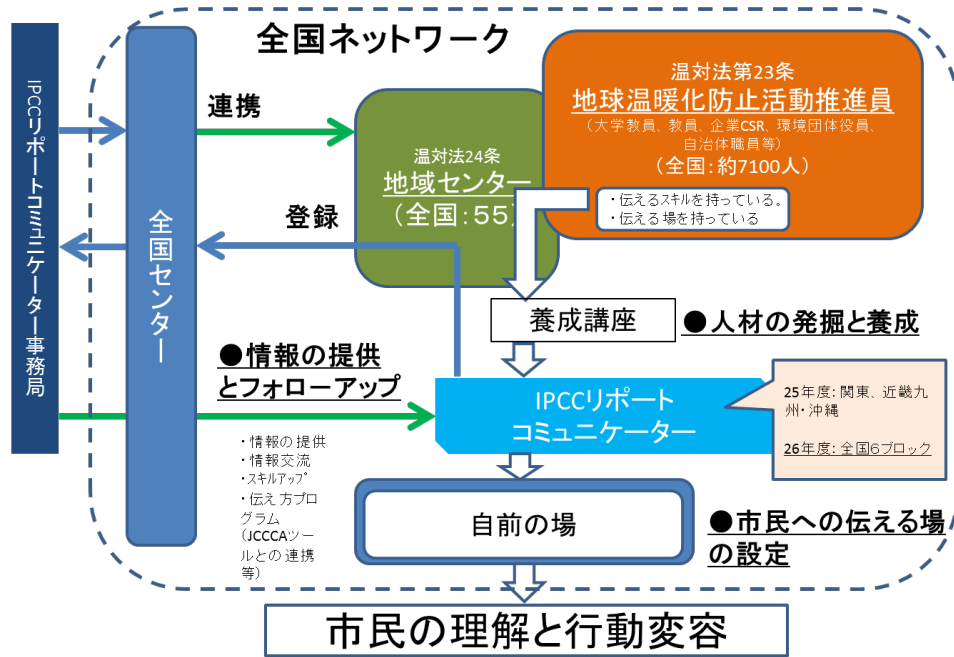 全国ネットワーク
IPCCリポートコミュニケーター事務局
全国センター
連携
登録
温対法24条
地域センター
（全国：５５）
温対法第23条
地球温暖化防止活動推進員
（大学教員、教員、企業CSR、環境団体役員、
自治体職員等）
（全国：約7100人）
・伝えるスキルを持っている。
・伝える場を持っている
養成講座
●人材の発掘と養成
●情報の提供
とフォローアップ
IPCCリポート
コミュニケーター
25年度：関東、近畿九
州・沖縄
26年度：全国６ブロック
・情報の提供
・情報交流
・スキルアップ
・伝え方プロ
グラム
（JCCCAツー
ルとの連携
等）
自前の場
●市民への伝える場
の設定
市民の理解と行動変容